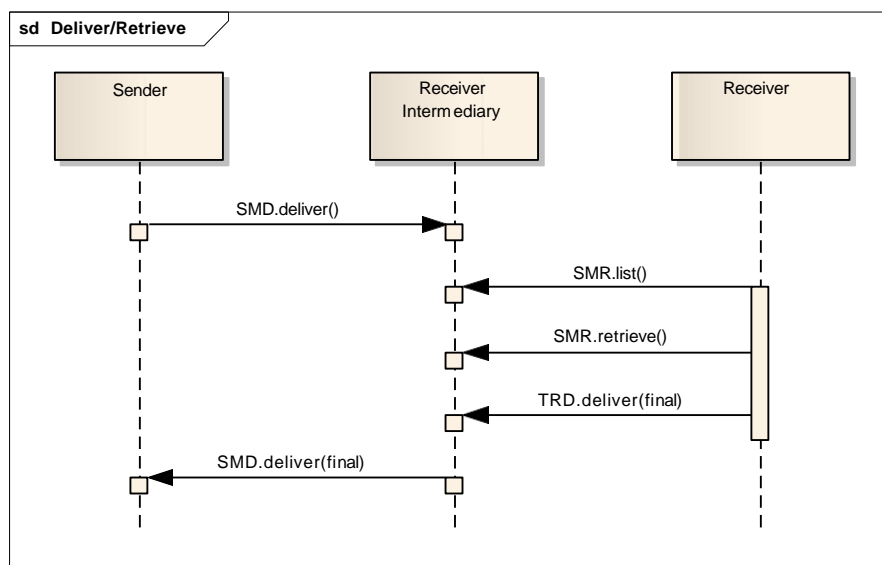 sd Deliver/Retrieve
Sender
Receiver
Intermediary
Receiver
SMD.deliver()
SMR.list()
SMR.retrieve()
TRD.deliver(final)
SMD.deliver(final)